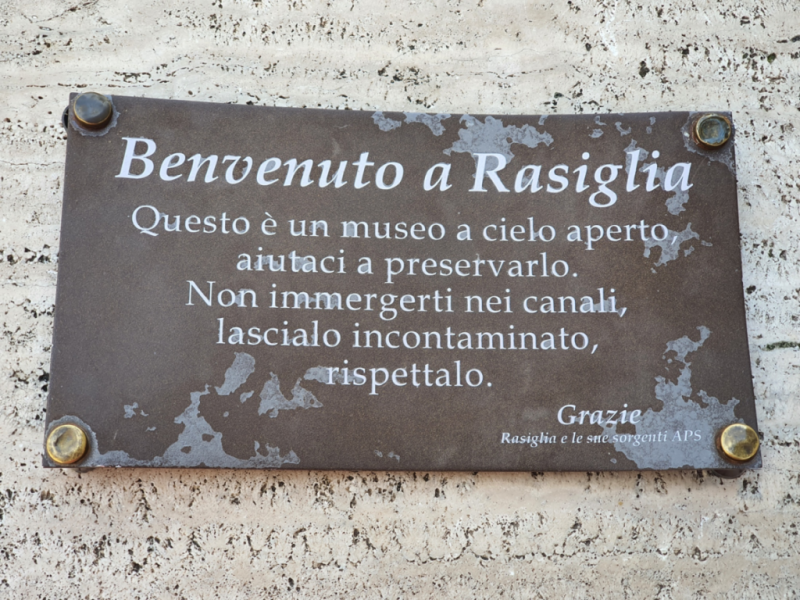 Benvenuto a Rasiglia
Questo è un museo a cielo aperto,
aiutaci a preservarlo.
Non immergerti nei canali,
lascialo incontaminato,
rispettalo.
Grazie
Rasiglia e le sue sorgenti APS